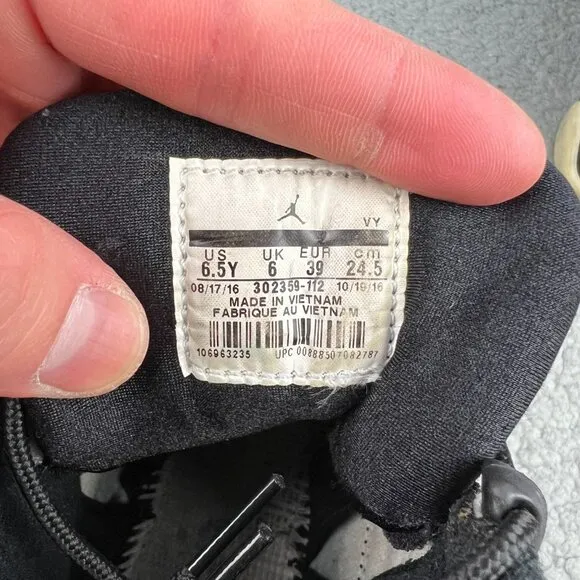 VY
US UK EUR cm
6.5Y 6 39 24.5
08/17/16 302359-112 10/19/16
MADE IN VIETNAM
FABRIQUE AU VIETNAM
106963235 UPC 00888507082787